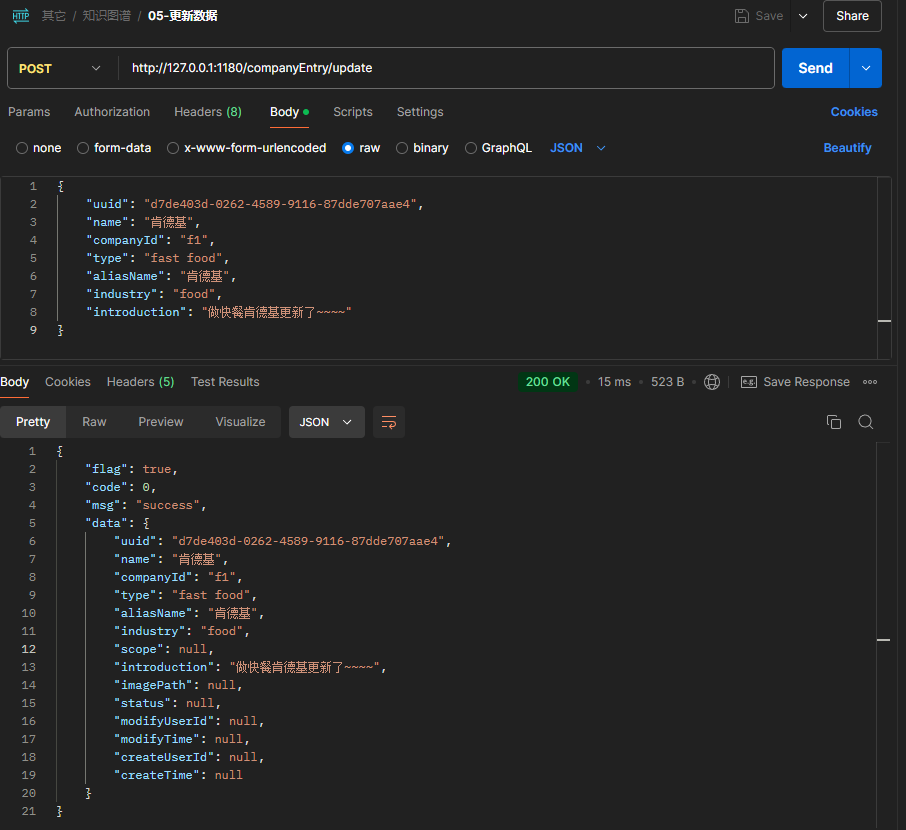 HTTP 其它 / 知识图谱 / 05-更新数据 Save Share
POST http://127.0.0.1:1180/companyEntry/update Send
Params Authorization Headers (8) Body Scripts Settings Cookies
none form-data x-www-form-urlencoded raw binary GraphQL JSON Beautify
1 {
2 "uuid": "d7de403d-0262-4589-9116-87dde707aae4",
3 "name": "肯德基",
4 "companyId": "f1",
5 "type": "fast food",
6 "aliasName": "肯德基",
7 "industry": "food",
8 "introduction": "做快餐肯德基更新了~~~~"
9 }
Body Cookies Headers (5) Test Results 200 OK 15 ms 523 B e.g. Save Response
Pretty Raw Preview Visualize JSON
1 {
2 "flag": true,
3 "code": 0,
4 "msg": "success",
5 "data": {
6 "uuid": "d7de403d-0262-4589-9116-87dde707aae4",
7 "name": "肯德基",
8 "companyId": "f1",
9 "type": "fast food",
10 "aliasName": "肯德基",
11 "industry": "food",
12 "scope": null,
13 "introduction": "做快餐肯德基更新了~~~~",
14 "imagePath": null,
15 "status": null,
16 "modifyUserId": null,
17 "modifyTime": null,
18 "createUserId": null,
19 "createTime": null
20 }
21 }